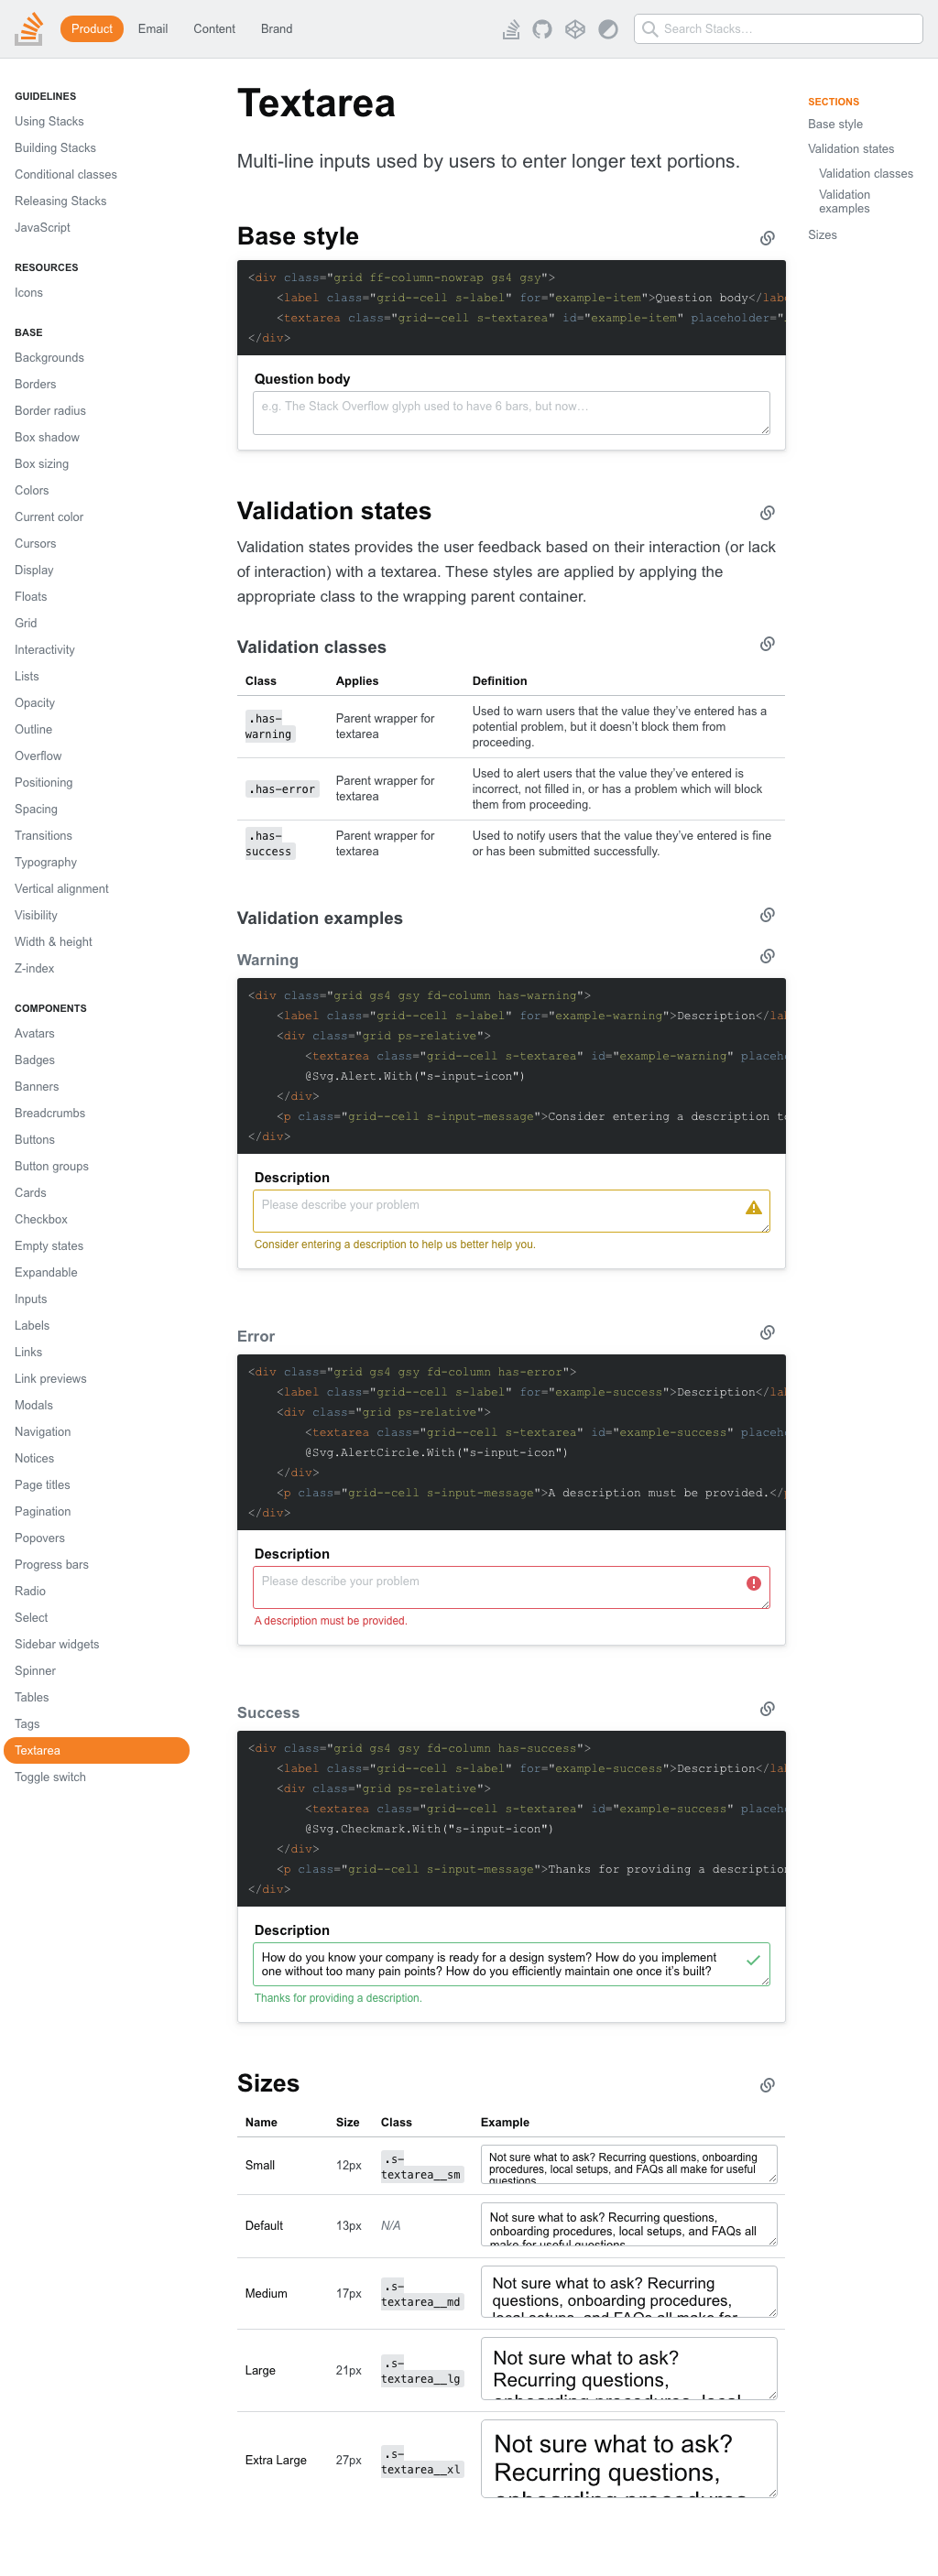 Product Email Content Brand
Search Stacks…
GUIDELINES
Using Stacks
Building Stacks
Conditional classes
Releasing Stacks
JavaScript
RESOURCES
Icons
BASE
Backgrounds
Borders
Border radius
Box shadow
Box sizing
Colors
Current color
Cursors
Display
Floats
Grid
Interactivity
Lists
Opacity
Outline
Overflow
Positioning
Spacing
Transitions
Typography
Vertical alignment
Visibility
Width & height
Z-index
COMPONENTS
Avatars
Badges
Banners
Breadcrumbs
Buttons
Button groups
Cards
Checkbox
Empty states
Expandable
Inputs
Labels
Links
Link previews
Modals
Navigation
Notices
Page titles
Pagination
Popovers
Progress bars
Radio
Select
Sidebar widgets
Spinner
Tables
Tags
Textarea
Toggle switch
Textarea
Multi-line inputs used by users to enter longer text portions.
Base style
<div class="grid ff-column-nowrap gs4 gsy">
<label class="grid--cell s-label" for="example-item">Question body</lab
<textarea class="grid--cell s-textarea" id="example-item" placeholder="
</div>
Question body
e.g. The Stack Overflow glyph used to have 6 bars, but now…
Validation states
Validation states provides the user feedback based on their interaction (or lack
of interaction) with a textarea. These styles are applied by applying the
appropriate class to the wrapping parent container.
Validation classes
Class Applies Definition
.has-
warning
Parent wrapper for
textarea
Used to warn users that the value they've entered has a
potential problem, but it doesn't block them from
proceeding.
.has-error
Parent wrapper for
textarea
Used to alert users that the value they've entered is
incorrect, not filled in, or has a problem which will block
them from proceeding.
.has-
success
Parent wrapper for
textarea
Used to notify users that the value they've entered is fine
or has been submitted successfully.
Validation examples
Warning
<div class="grid gs4 gsy fd-column has-warning">
<label class="grid--cell s-label" for="example-warning">Description</la
<div class="grid ps-relative">
<textarea class="grid--cell s-textarea" id="example-warning" placeh
@Svg.Alert.With("s-input-icon")
</div>
<p class="grid--cell s-input-message">Consider entering a description t
</div>
Description
Please describe your problem
Consider entering a description to help us better help you.
Error
<div class="grid gs4 gsy fd-column has-error">
<label class="grid--cell s-label" for="example-success">Description</la
<div class="grid ps-relative">
<textarea class="grid--cell s-textarea" id="example-success" placeh
@Svg.AlertCircle.With("s-input-icon")
</div>
<p class="grid--cell s-input-message">A description must be provided.</
</div>
Description
Please describe your problem
A description must be provided.
Success
<div class="grid gs4 gsy fd-column has-success">
<label class="grid--cell s-label" for="example-success">Description</la
<div class="grid ps-relative">
<textarea class="grid--cell s-textarea" id="example-success" placeh
@Svg.Checkmark.With("s-input-icon")
</div>
<p class="grid--cell s-input-message">Thanks for providing a description
</div>
Description
How do you know your company is ready for a design system? How do you implement
one without too many pain points? How do you efficiently maintain one once it's built?
Thanks for providing a description.
Sizes
Name Size Class Example
Small 12px
.s-
textarea__sm
Not sure what to ask? Recurring questions, onboarding
procedures, local setups, and FAQs all make for useful
questions
Default 13px N/A
Not sure what to ask? Recurring questions,
onboarding procedures, local setups, and FAQs all
make for useful questions
Medium 17px
.s-
textarea__md
Not sure what to ask? Recurring
questions, onboarding procedures,
local setups, and FAQs all make for
Large 21px
.s-
textarea__lg
Not sure what to ask?
Recurring questions,
onboarding procedures, local
Extra Large 27px
.s-
textarea__xl
Not sure what to ask?
Recurring questions,
onboarding procedures
SECTIONS
Base style
Validation states
Validation classes
Validation
examples
Sizes